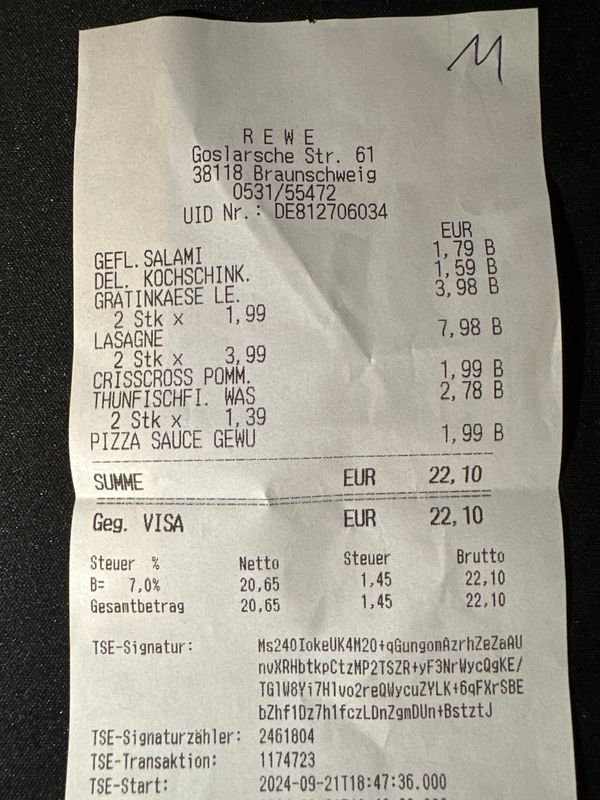 M
R E W E
Goslarsche Str. 61
38118 Braunschweig
0531/55472
UID Nr.: DE812706034
EUR
GEFL.SALAMI 1,79 B
DEL. KOCHSCHINK. 1,59 B
GRATINKAESE LE. 3,98 B
2 Stk x 1,99
LASAGNE 7,98 B
2 Stk x 3,99
CRISSCROSS POMM. 1,99 B
THUNFISCHFI. WAS 2,78 B
2 Stk x 1,39
PIZZA SAUCE GEWU 1,99 B
SUMME EUR 22,10
Geg. VISA EUR 22,10
Steuer % Netto Steuer Brutto
B= 7,0% 20,65 1,45 22,10
Gesamtbetrag 20,65 1,45 22,10
TSE-Signatur: Ms240IokeUK4M20+qGungomAzrhZeZaAU
nvXRHbtkpCtzMP2TSZR+yF3NrWycQgKE/
TG1W8Yi7H1vo2reQWycuZYLK+6qFXrSBE
bZhf1Dz7h1fczLDnZgmDUn+BstztJ
TSE-Signaturzähler: 2461804
TSE-Transaktion: 1174723
TSE-Start: 2024-09-21T18:47:36.000